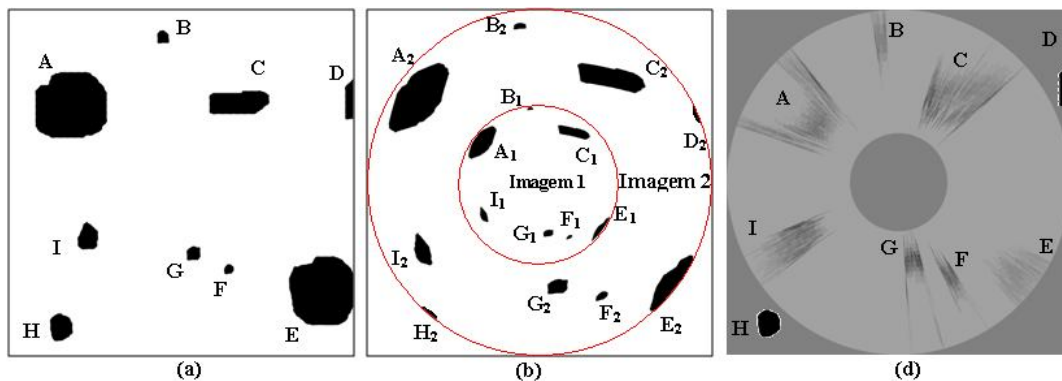 A
B
C
D
E
F
G
H
I
(a)
A₂
B₂
C₂
D₂
E₂
F₂
G₂
H₂
I₂
A₁
B₁
C₁
Imagem 1
Imagem 2
I₁
G₁
F₁
E₁
(b)
A
B
C
D
E
F
G
H
I
(d)